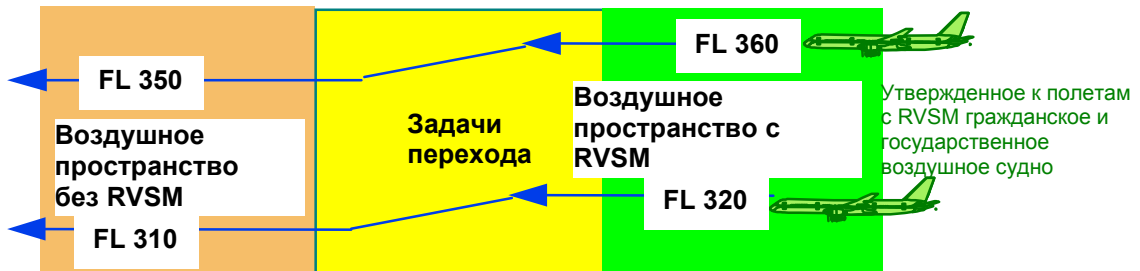 FL 360
FL 350
Воздушное
пространство с
RVSM
Утвержденное к полетам
с RVSM гражданское и
государственное
воздушное судно
Задачи
перехода
Воздушное
пространство
без RVSM
FL 320
FL 310